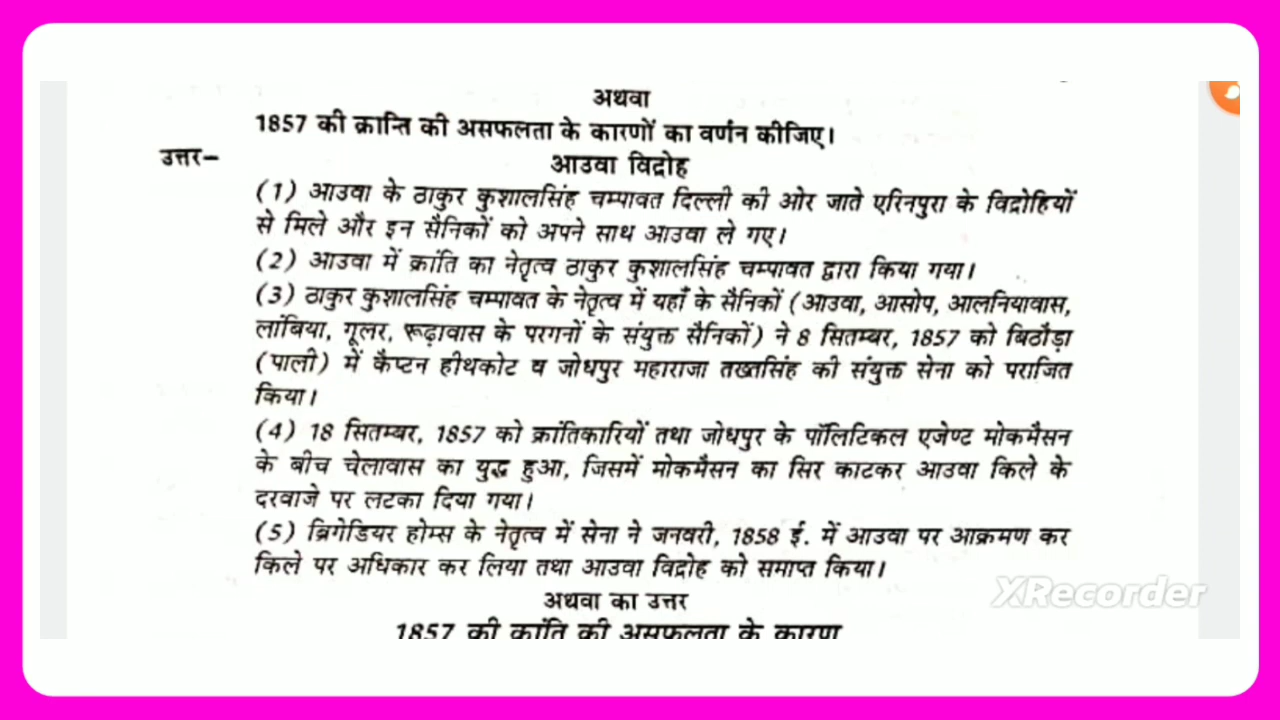 अथवा
1857 की क्रान्ति की असफलता के कारणों का वर्णन कीजिए।
उत्तर–
आउवा विद्रोह
(1) आउवा के ठाकुर कुशालसिंह चम्पावत दिल्ली की ओर जाते एरिनपुरा के विद्रोहियों
से मिले और इन सैनिकों को अपने साथ आउवा ले गए।
(2) आउवा में क्रांति का नेतृत्व ठाकुर कुशालसिंह चम्पावत द्वारा किया गया।
(3) ठाकुर कुशालसिंह चम्पावत के नेतृत्व में यहाँ के सैनिकों (आउवा, आसोप, आलनियावास,
लांबिया, गूलर, रूढ़ावास के परगनों के संयुक्त सैनिकों) ने 8 सितम्बर, 1857 को बिठौड़ा
(पाली) में कैप्टन हीथकोट व जोधपुर महाराजा तख्तसिंह की संयुक्त सेना को पराजित
किया।
(4) 18 सितम्बर, 1857 को क्रांतिकारियों तथा जोधपुर के पॉलिटिकल एजेण्ट मोकमैसन
के बीच चेलावास का युद्ध हुआ, जिसमें मोकमैसन का सिर काटकर आउवा किले के
दरवाजे पर लटका दिया गया।
(5) ब्रिगेडियर होम्स के नेतृत्व में सेना ने जनवरी, 1858 ई. में आउवा पर आक्रमण कर
किले पर अधिकार कर लिया तथा आउवा विद्रोह को समाप्त किया।
XRecorder
अथवा का उत्तर
1857 की क्रांति की असफलता के कारण